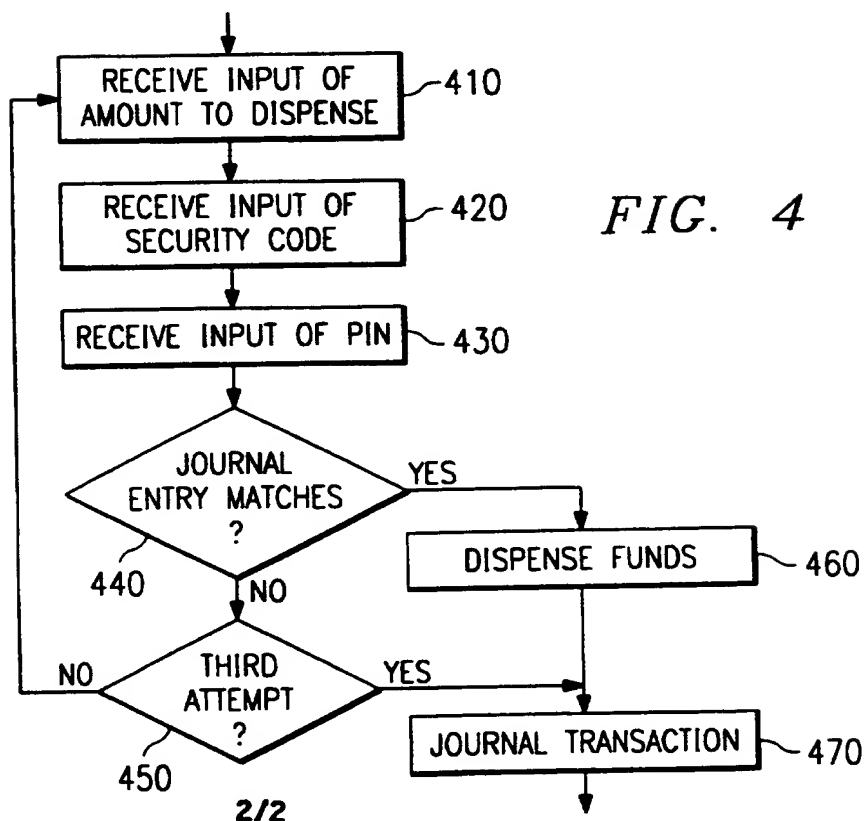 RECEIVE INPUT OF
AMOUNT TO DISPENSE
410
RECEIVE INPUT OF
SECURITY CODE
420
FIG. 4
RECEIVE INPUT OF PIN
430
JOURNAL
ENTRY MATCHES
?
440
YES
NO
DISPENSE FUNDS
460
THIRD
ATTEMPT
?
450
NO
YES
JOURNAL TRANSACTION
470
2/2